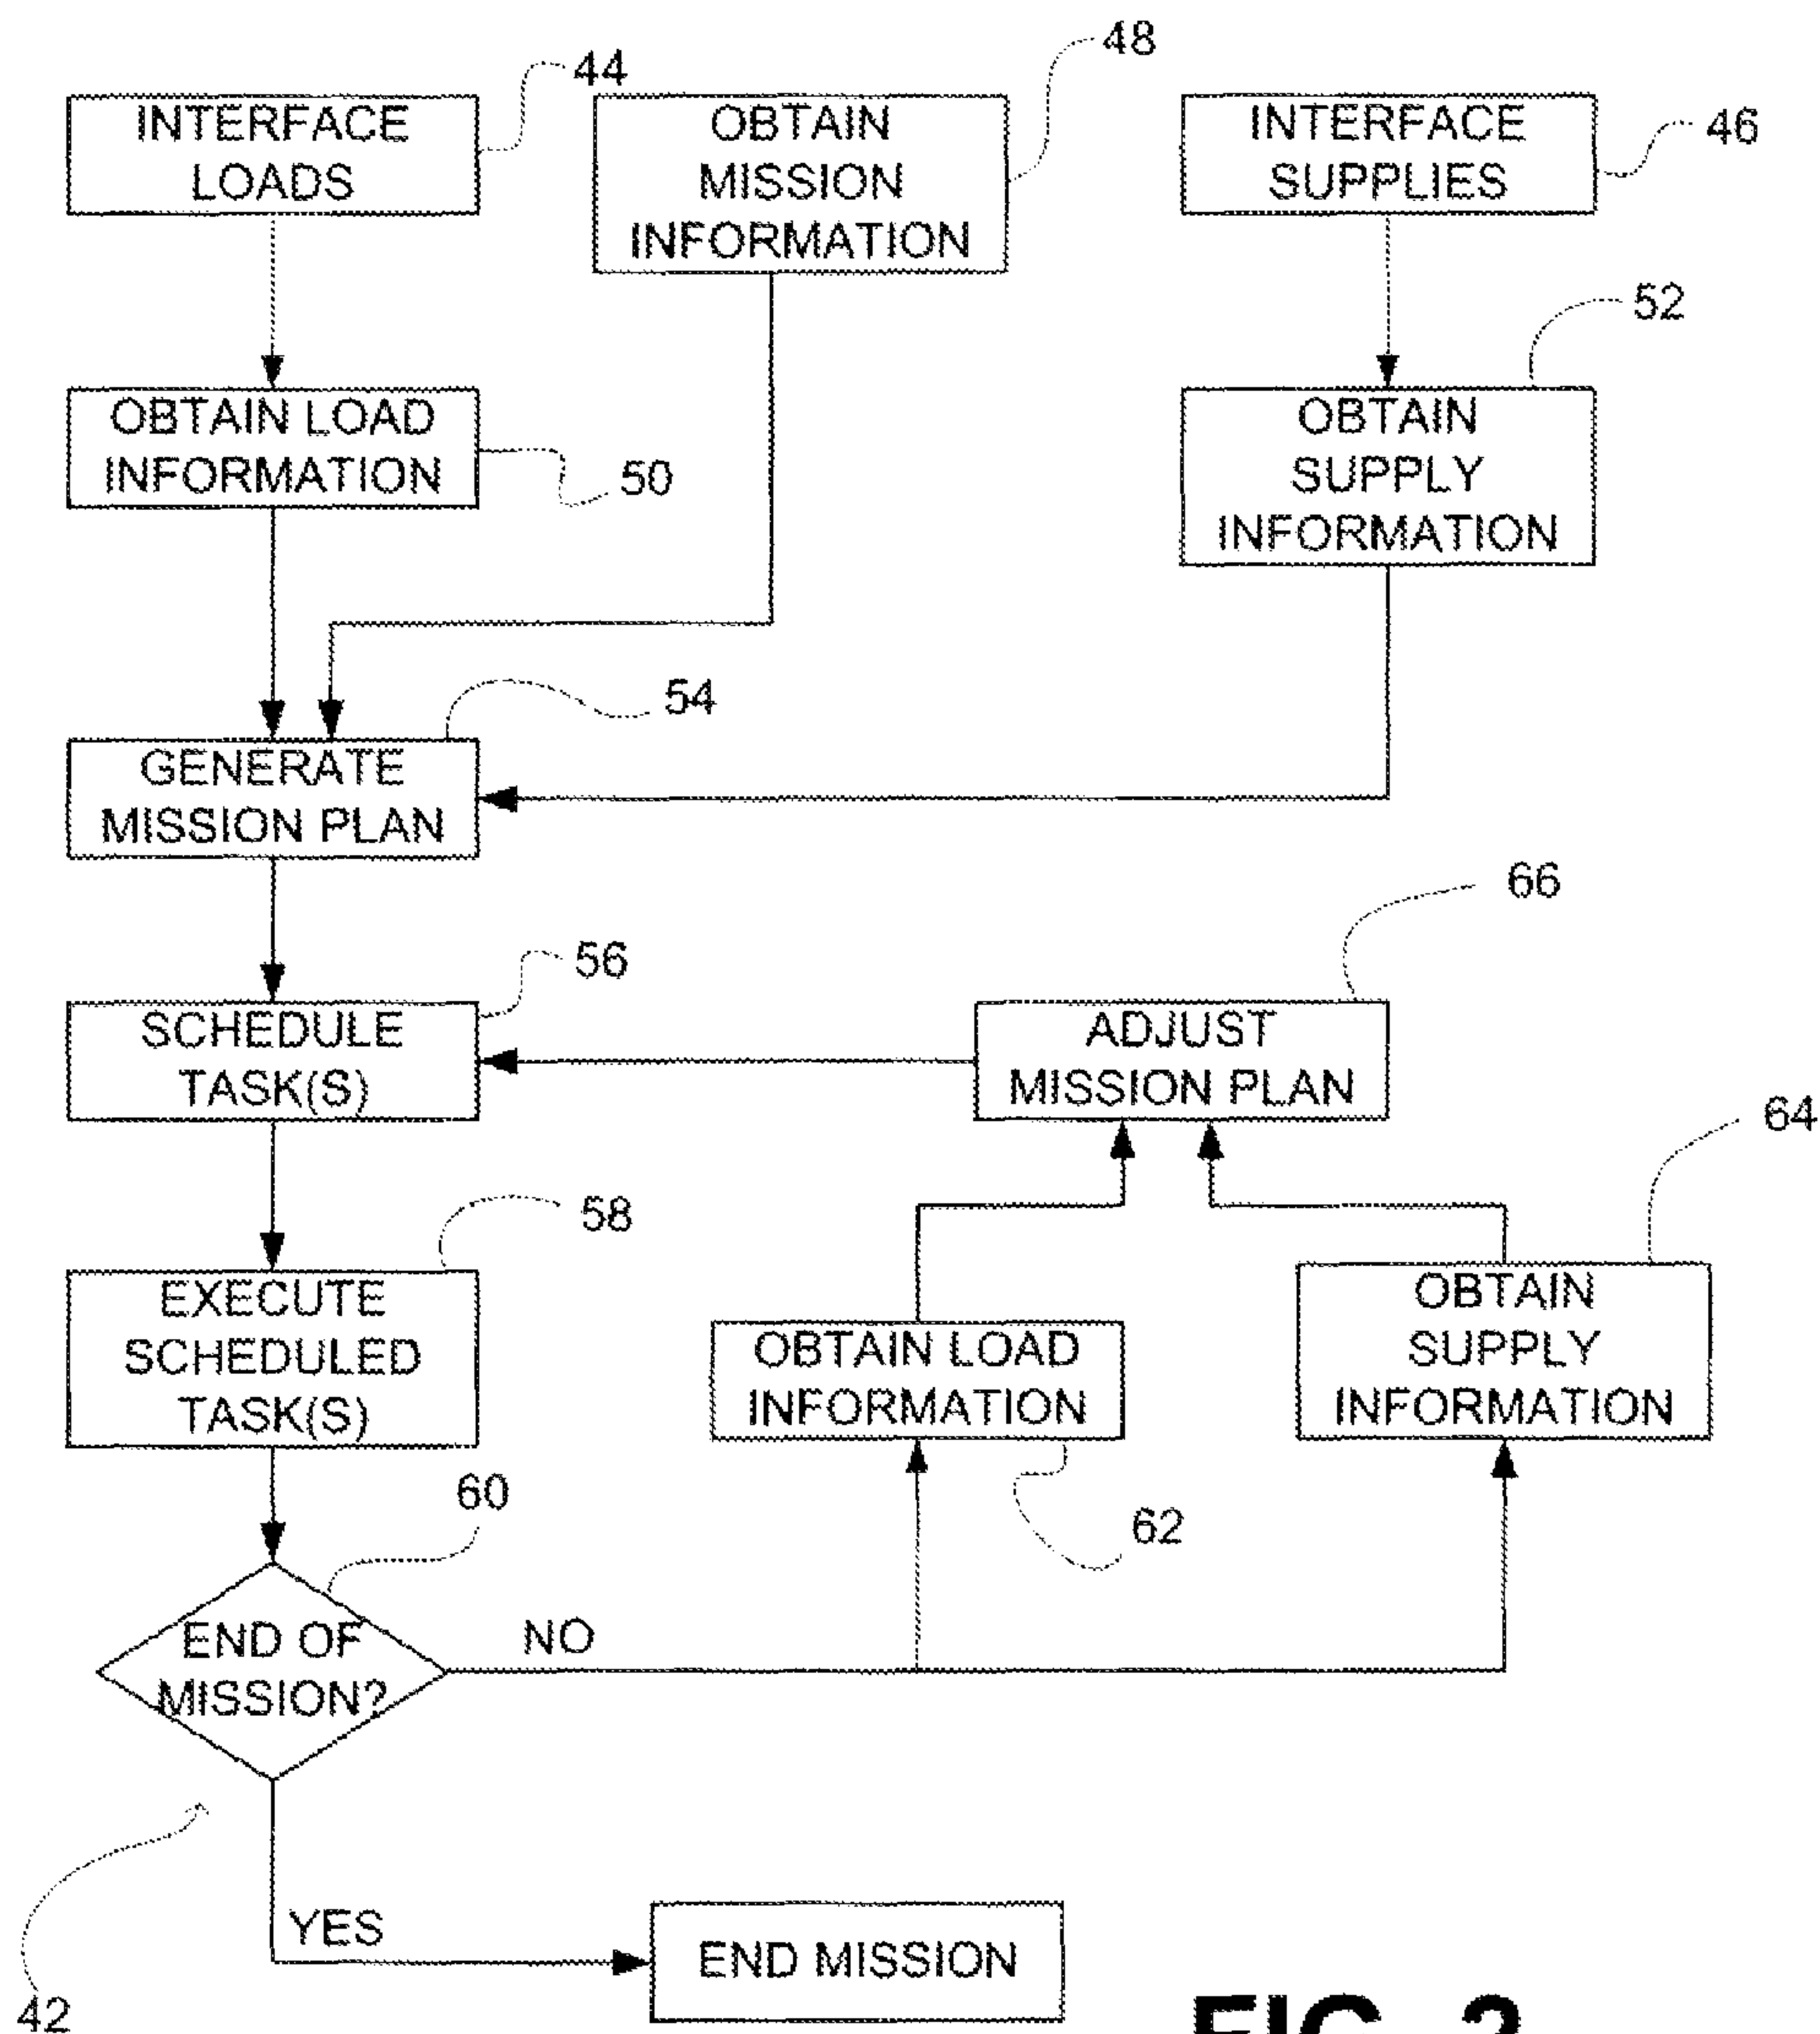 44
48
46
INTERFACE
LOADS
OBTAIN
MISSION
INFORMATION
INTERFACE
SUPPLIES
52
OBTAIN LOAD
INFORMATION
50
OBTAIN
SUPPLY
INFORMATION
54
GENERATE
MISSION PLAN
66
56
SCHEDULE
TASK(S)
ADJUST
MISSION PLAN
64
58
EXECUTE
SCHEDULED
TASK(S)
OBTAIN LOAD
INFORMATION
OBTAIN
SUPPLY
INFORMATION
60
62
END OF
MISSION?
NO
YES
END MISSION
42